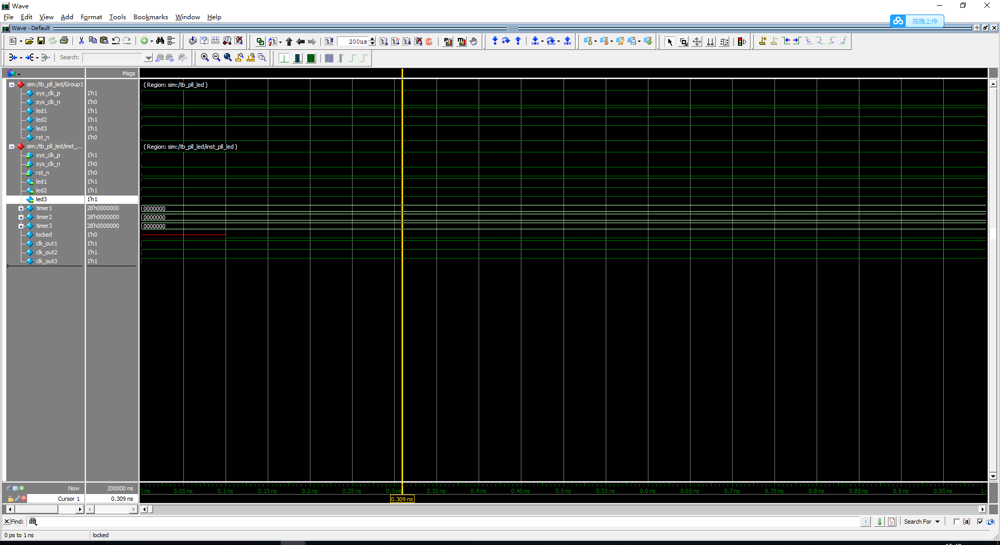 Wave
File Edit View Add Format Tools Bookmarks Window Help
拖拽上传
Wave - Default
200us
Search:
Msgs
sim:/tb_pll_led/Group1
(Region: sim:/tb_pll_led )
sys_clk_p 1'h1
sys_clk_n 1'h0
led1 1'h1
led2 1'h1
led3 1'h1
rst_n 1'h0
sim:/tb_pll_led/inst_...
(Region: sim:/tb_pll_led/inst_pll_led )
sys_clk_p 1'h1
sys_clk_n 1'h0
rst_n 1'h0
led1 1'h1
led2 1'h1
led3 1'h1
timer1 28'h0000000 0000000
timer2 28'h0000000 0000000
timer3 28'h0000000 0000000
locked 1'h0
clk_out1 1'h1
clk_out2 1'h1
clk_out3 1'h1
Now 200000 ns
ns 0.05 ns 0.1 ns 0.15 ns 0.2 ns 0.25 ns 0.3 ns 0.35 ns 0.4 ns 0.45 ns 0.5 ns 0.55 ns 0.6 ns 0.65 ns 0.7 ns 0.75 ns 0.8 ns 0.85 ns 0.9 ns 0.95 ns 1
Cursor 1 0.309 ns
0.309 ns
Find:
Search For
{a}
0 ps to 1 ns
locked